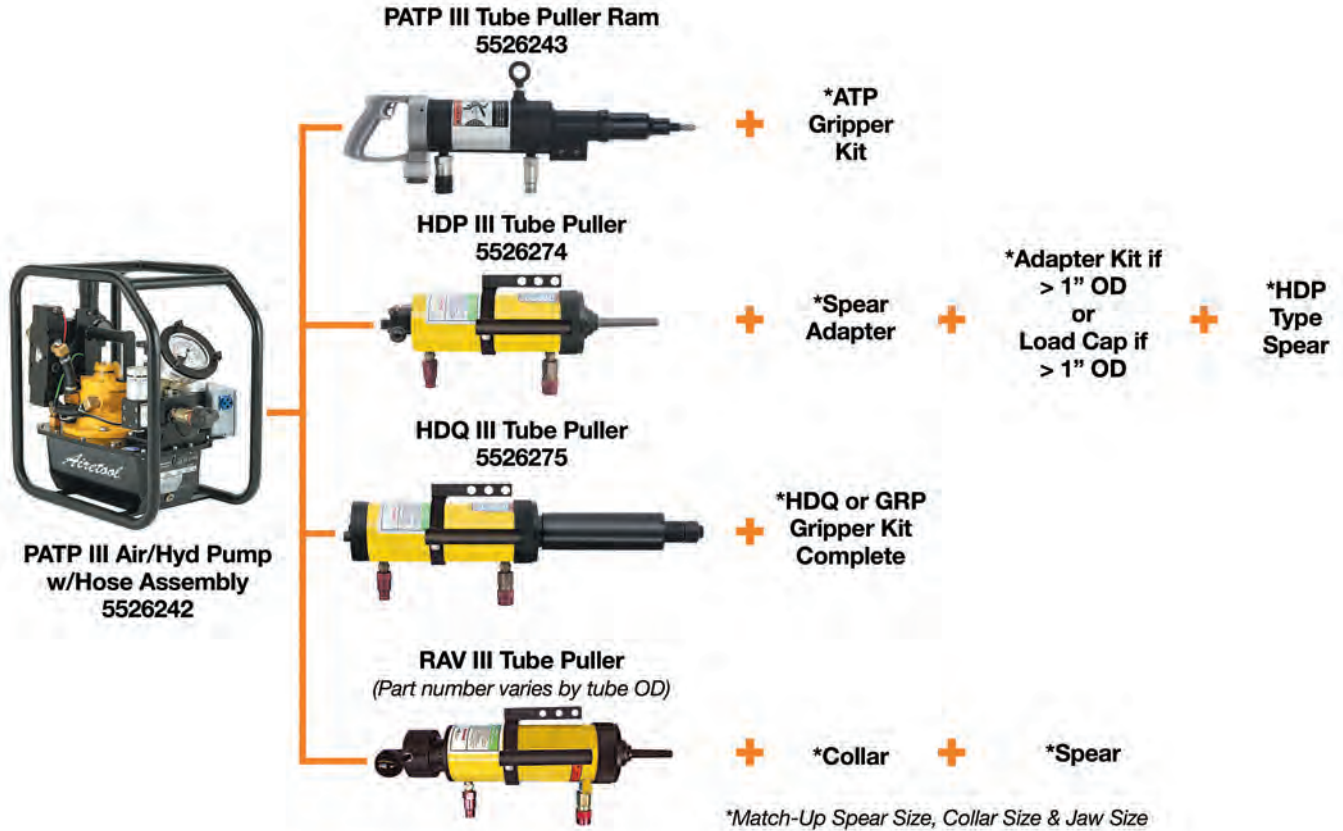 PATP III Tube Puller Ram
5526243
*ATP
Gripper
Kit
HDP III Tube Puller
5526274
*Spear
Adapter
*Adapter Kit if
> 1” OD
or
Load Cap if
> 1” OD
*HDP
Type
Spear
Airetool
PATP III Air/Hyd Pump
w/Hose Assembly
5526242
HDQ III Tube Puller
5526275
*HDQ or GRP
Gripper Kit
Complete
RAV III Tube Puller
(Part number varies by tube OD)
*Collar
*Spear
*Match-Up Spear Size, Collar Size & Jaw Size